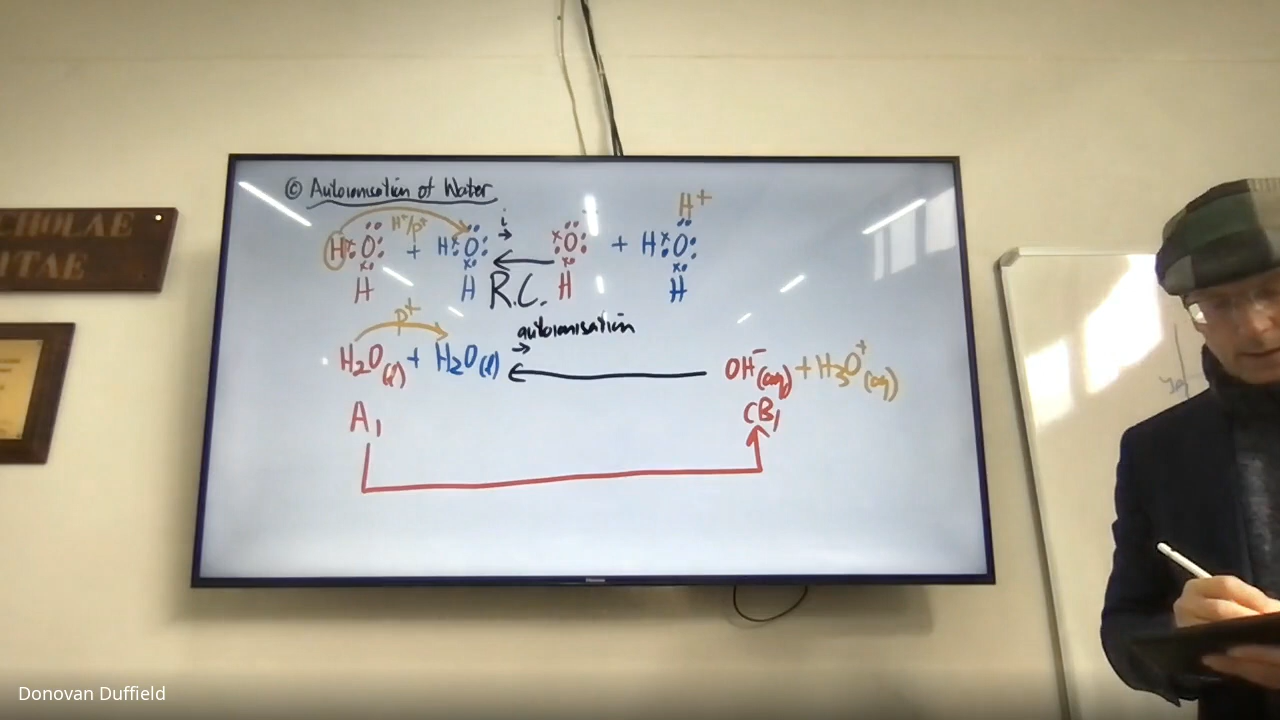 © Autoionisation of Water
H⁺/p⁺
H O + H O → O + H O H⁺
H H R.C. H H
p⁺
autoionisation
H₂O(l) + H₂O(l) ⇌ OH⁻(aq) + H₃O⁺(aq)
A₁ CB₁
CHOLAE
ITAE
Donovan Duffield